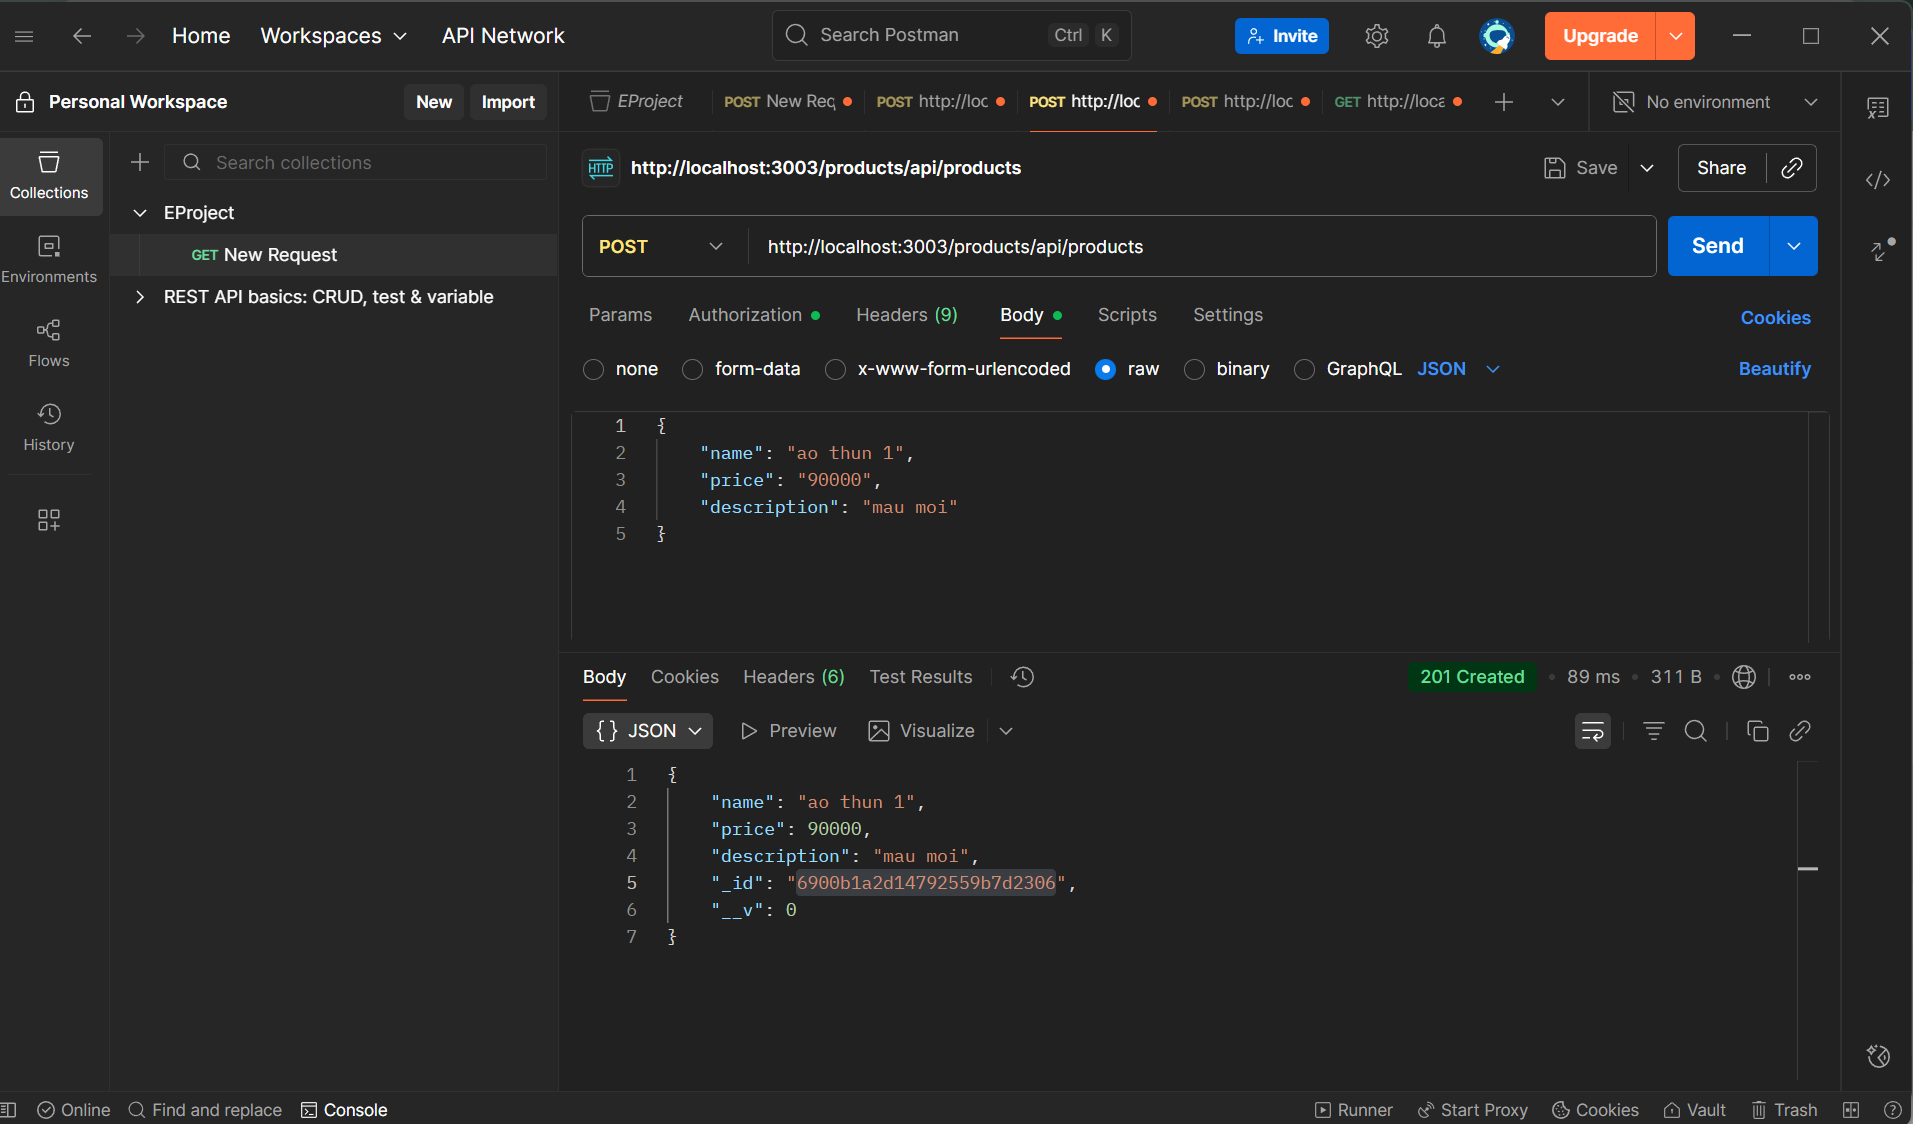 Home Workspaces API Network Search Postman Ctrl K Invite Upgrade
Personal Workspace New Import
EProject POST New Req POST http://loc POST http://loc POST http://loc GET http://loca No environment
Collections
Environments
Flows
History
Search collections
EProject
GET New Request
REST API basics: CRUD, test & variable
HTTP http://localhost:3003/products/api/products Save Share
POST http://localhost:3003/products/api/products Send
Params Authorization Headers (9) Body Scripts Settings Cookies
none form-data x-www-form-urlencoded raw binary GraphQL JSON Beautify
1 {
2 "name": "ao thun 1",
3 "price": "90000",
4 "description": "mau moi"
5 }
Body Cookies Headers (6) Test Results 201 Created 89 ms 311 B
{} JSON Preview Visualize
1 {
2 "name": "ao thun 1",
3 "price": 90000,
4 "description": "mau moi",
5 "_id": "6900b1a2d14792559b7d2306",
6 "__v": 0
7 }
Online Find and replace Console Runner Start Proxy Cookies Vault Trash